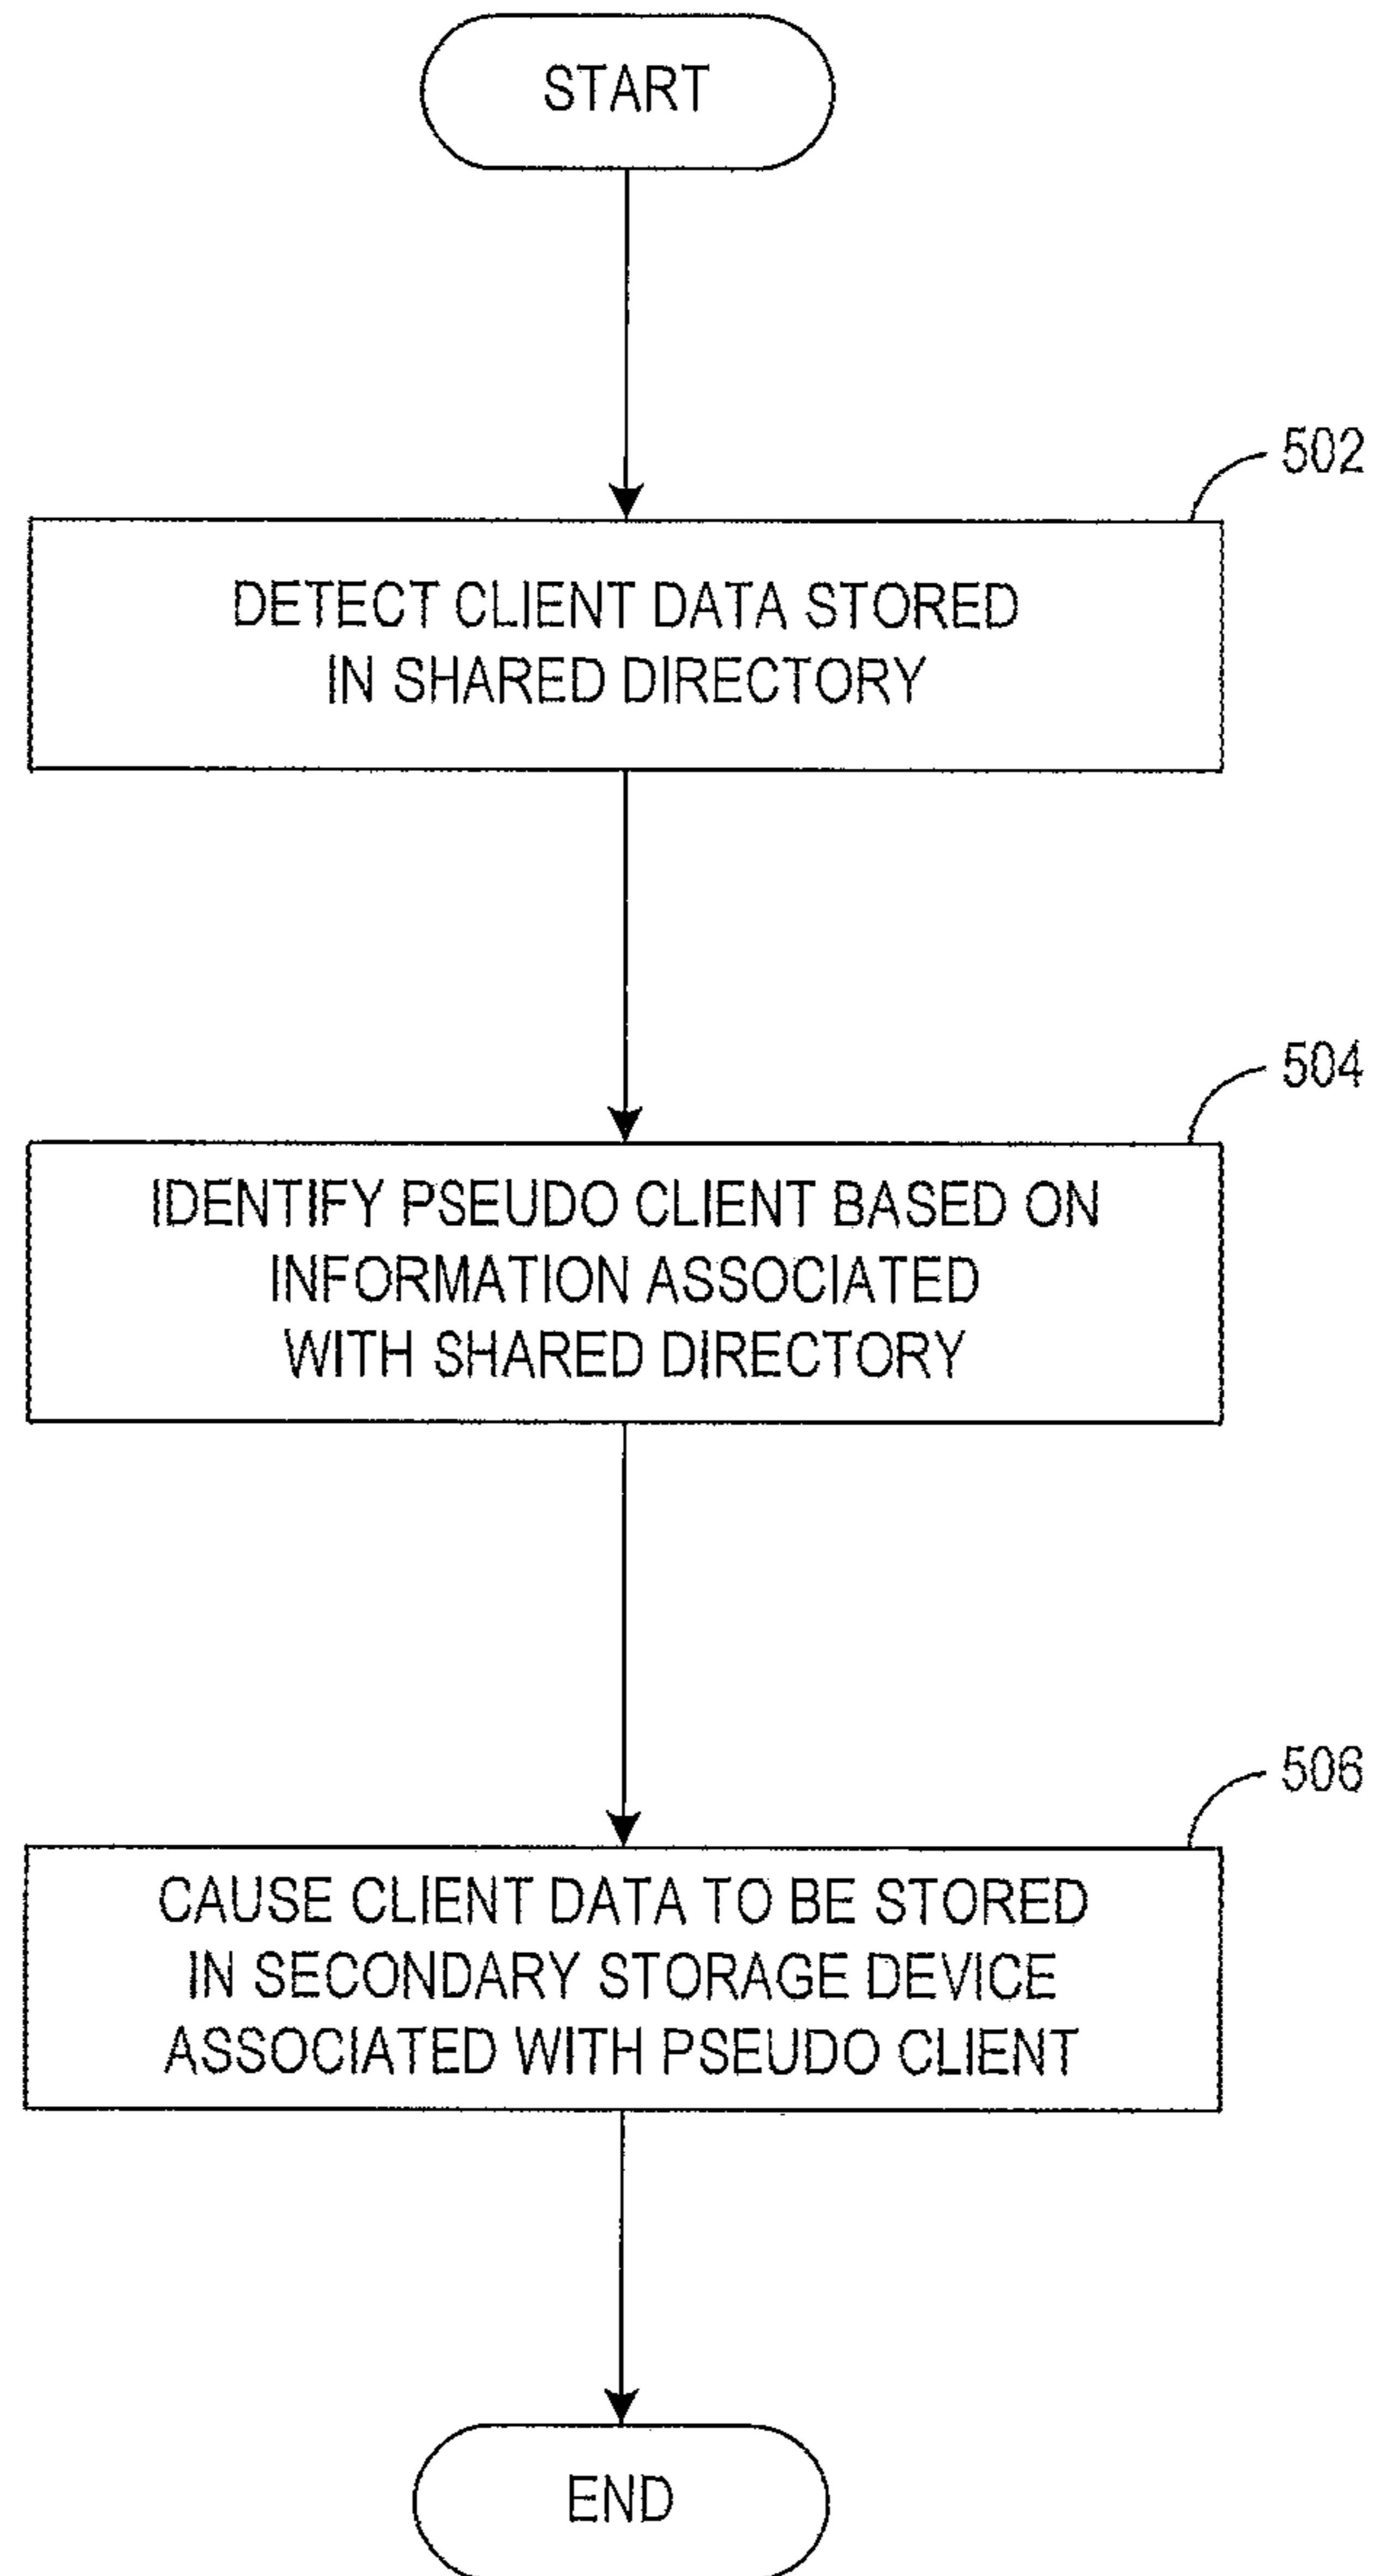 START
502
DETECT CLIENT DATA STORED
IN SHARED DIRECTORY
504
IDENTIFY PSEUDO CLIENT BASED ON
INFORMATION ASSOCIATED
WITH SHARED DIRECTORY
506
CAUSE CLIENT DATA TO BE STORED
IN SECONDARY STORAGE DEVICE
ASSOCIATED WITH PSEUDO CLIENT
END